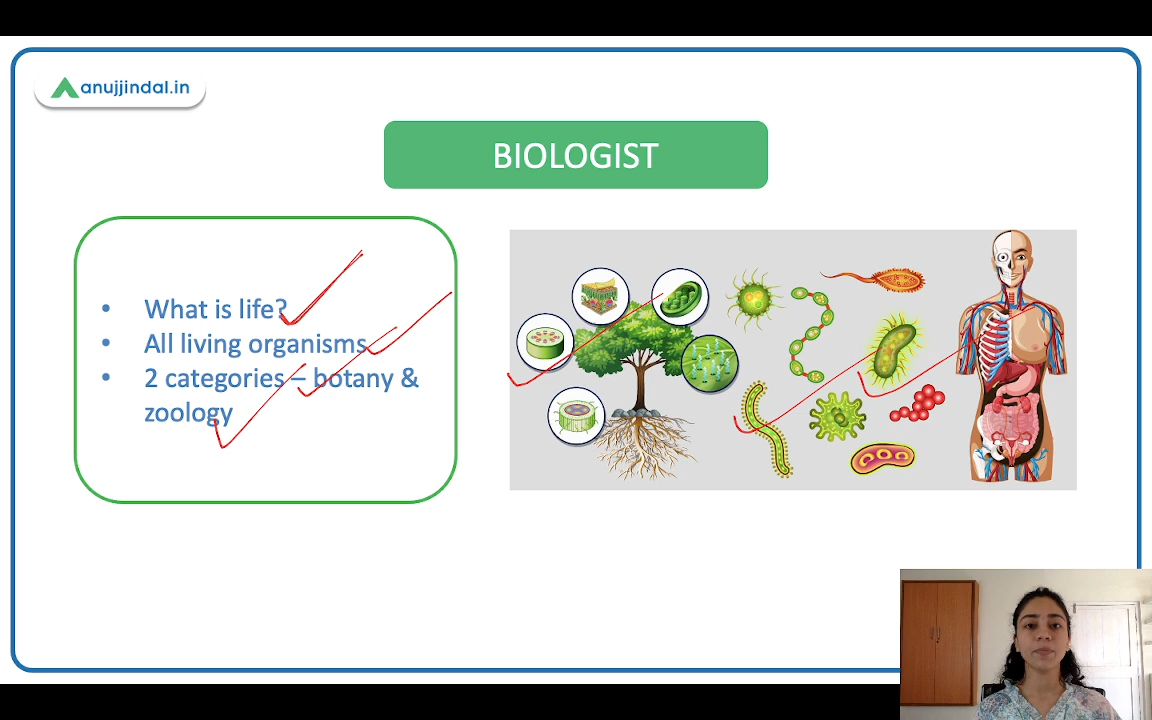 anujjindal.in
BIOLOGIST
• What is life?
• All living organisms
• 2 categories – botany &
zoology